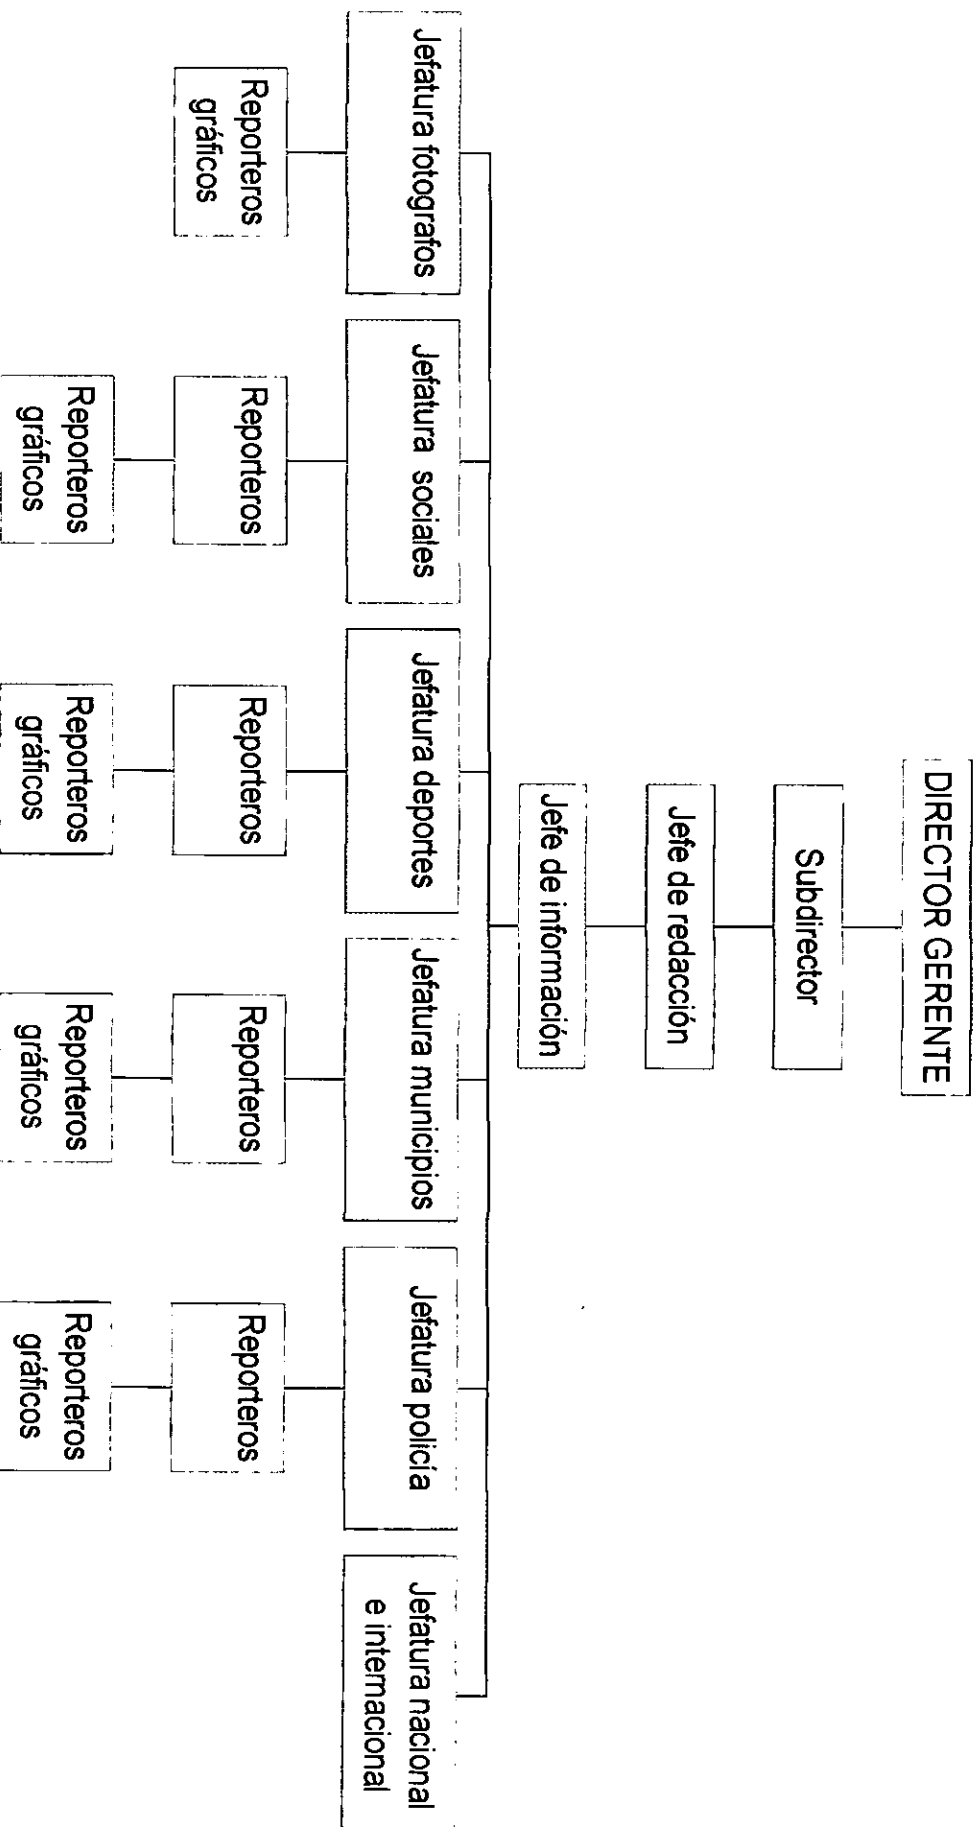 DIRECTOR GERENTE
Subdirector
Jefe de redacción
Jefe de información
Jefatura fotografos
Jefatura sociales
Jefatura deportes
Jefatura municipios
Jefatura policía
Jefatura nacional
e internacional
Reporteros
gráficos
Reporteros
Reporteros
Reporteros
Reporteros
Reporteros
gráficos
Reporteros
gráficos
Reporteros
gráficos
Reporteros
gráficos